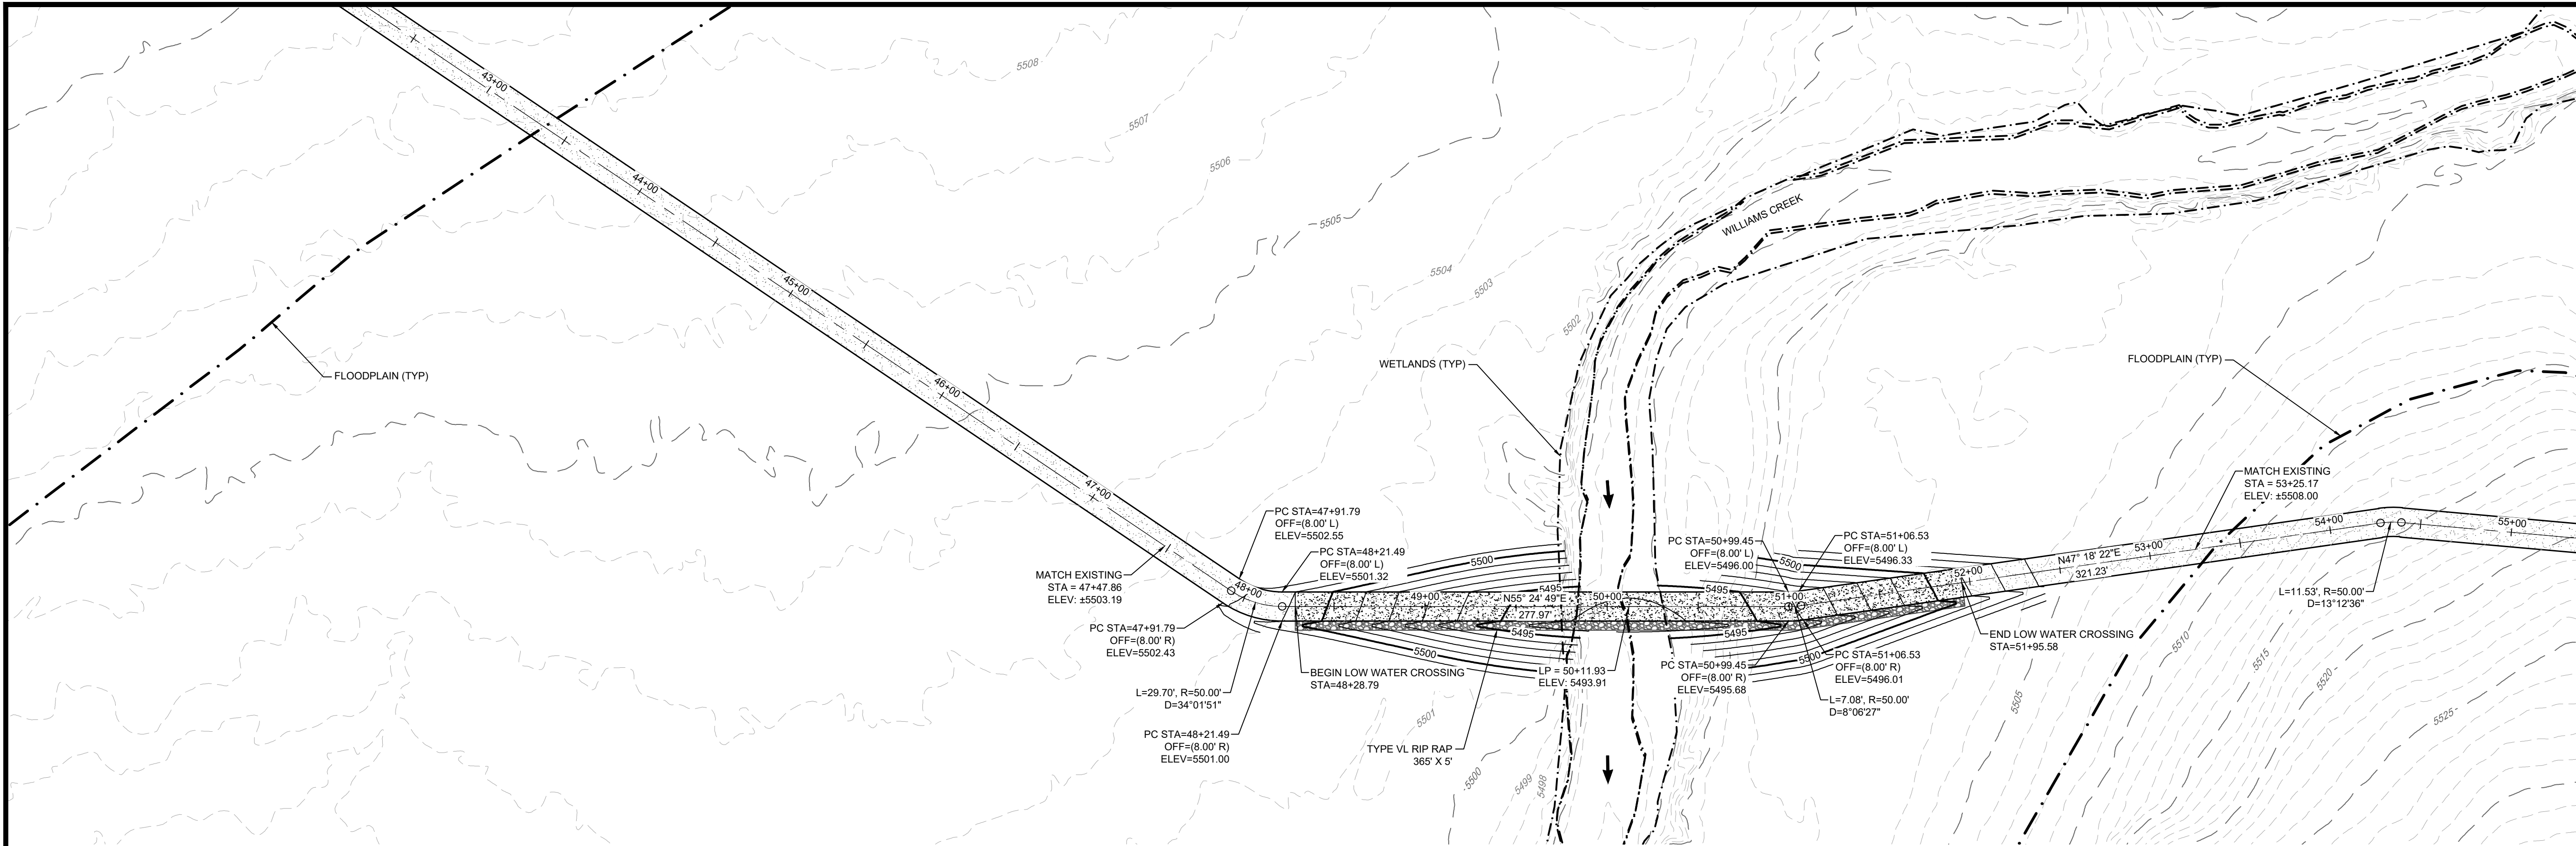 43+00
44+00
45+00
46+00
47+00
48+00
49+00
50+00
51+00
52+00
53+00
54+00
55+00
5508
5507
5506
5505
5504
5503
5502
WILLIAMS CREEK
FLOODPLAIN (TYP)
WETLANDS (TYP)
FLOODPLAIN (TYP)
MATCH EXISTING
STA = 53+25.17
ELEV: ±5508.00
PC STA=47+91.79
OFF=(8.00' L)
ELEV=5502.55
PC STA=48+21.49
OFF=(8.00' L)
ELEV=5501.32
PC STA=50+99.45
OFF=(8.00' L)
ELEV=5496.00
PC STA=51+06.53
OFF=(8.00' L)
ELEV=5496.33
MATCH EXISTING
STA = 47+47.86
ELEV: ±5503.19
5500
5495
5495
5500
N55° 24' 49"E
277.97'
N47° 18' 22"E
321.23'
L=11.53', R=50.00'
D=13°12'36"
PC STA=47+91.79
OFF=(8.00' R)
ELEV=5502.43
5495
5500
5495
5500
END LOW WATER CROSSING
STA=51+95.58
BEGIN LOW WATER CROSSING
STA=48+28.79
LP = 50+11.93
ELEV: 5493.91
PC STA=50+99.45
OFF=(8.00' R)
ELEV=5495.68
PC STA=51+06.53
OFF=(8.00' R)
ELEV=5496.01
L=29.70', R=50.00'
D=34°01'51"
L=7.08', R=50.00'
D=8°06'27"
PC STA=48+21.49
OFF=(8.00' R)
ELEV=5501.00
TYPE VL RIP RAP
365' X 5'
5501
5500
5499
5498
5505
5510
5515
5520
5525